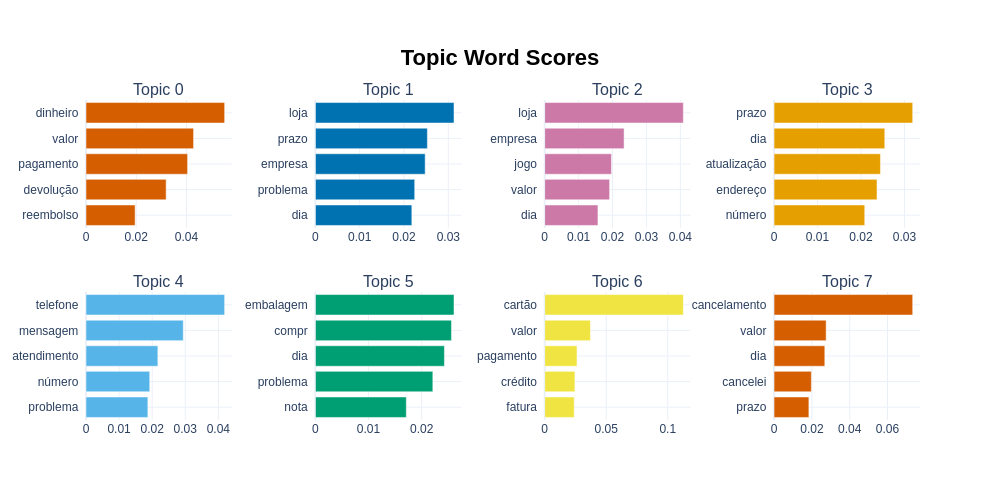 Topic Word Scores
Topic 0
dinheiro
valor
pagamento
devolução
reembolso
0 0.02 0.04
Topic 1
loja
prazo
empresa
problema
dia
0 0.01 0.02 0.03
Topic 2
loja
empresa
jogo
valor
dia
0 0.01 0.02 0.03 0.04
Topic 3
prazo
dia
atualização
endereço
número
0 0.01 0.02 0.03
Topic 4
telefone
mensagem
atendimento
número
problema
0 0.01 0.02 0.03 0.04
Topic 5
embalagem
compr
dia
problema
nota
0 0.01 0.02
Topic 6
cartão
valor
pagamento
crédito
fatura
0 0.05 0.1
Topic 7
cancelamento
valor
dia
cancelei
prazo
0 0.02 0.04 0.06